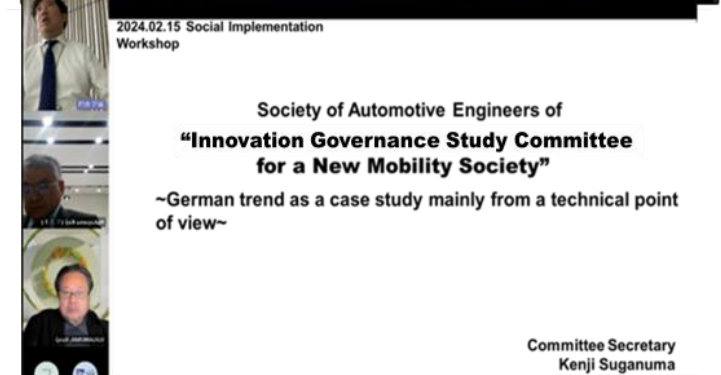 2024.02.15 Social Implementation
Workshop
Society of Automotive Engineers of
“Innovation Governance Study Committee
for a New Mobility Society”
~German trend as a case study mainly from a technical point
of view~
Committee Secretary
Kenji Suganuma